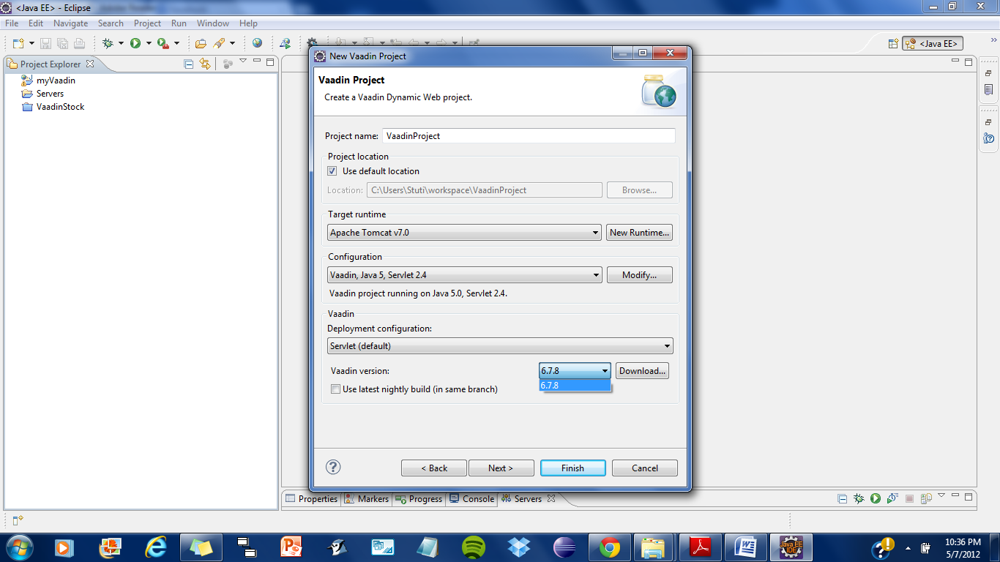 <Java EE> - Eclipse
File Edit Navigate Search Project Run Window Help
<Java EE>
Project Explorer
myVaadin
Servers
VaadinStock
New Vaadin Project
Vaadin Project
Create a Vaadin Dynamic Web project.
Project name: VaadinProject
Project location
Use default location
Location: C:\Users\Stuti\workspace\VaadinProject Browse...
Target runtime
Apache Tomcat v7.0 New Runtime...
Configuration
Vaadin, Java 5, Servlet 2.4 Modify...
Vaadin project running on Java 5.0, Servlet 2.4.
Vaadin
Deployment configuration:
Servlet (default)
Vaadin version: 6.7.8 Download...
6.7.8
Use latest nightly build (in same branch)
< Back Next > Finish Cancel
Properties Markers Progress Console Servers
Java EE
IDE
10:36 PM
5/7/2012